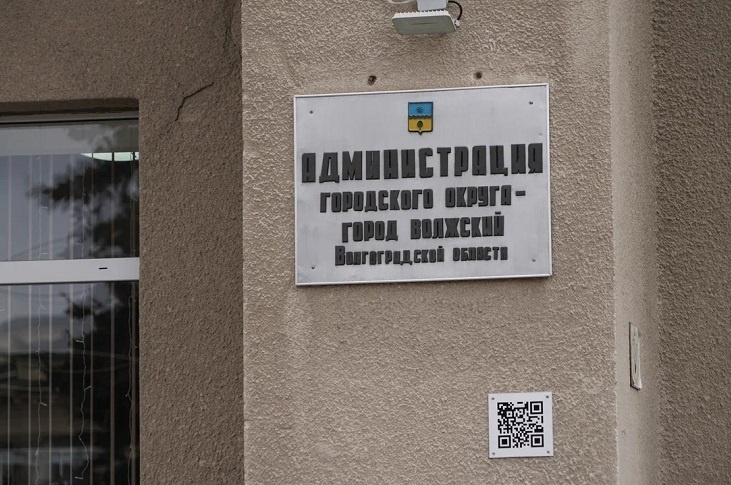 АДМИНИСТРАЦИЯ
ГОРОДСКОГО ОКРУГА-
ГОРОД ВОЛЖСКИЙ
Волгоградской области